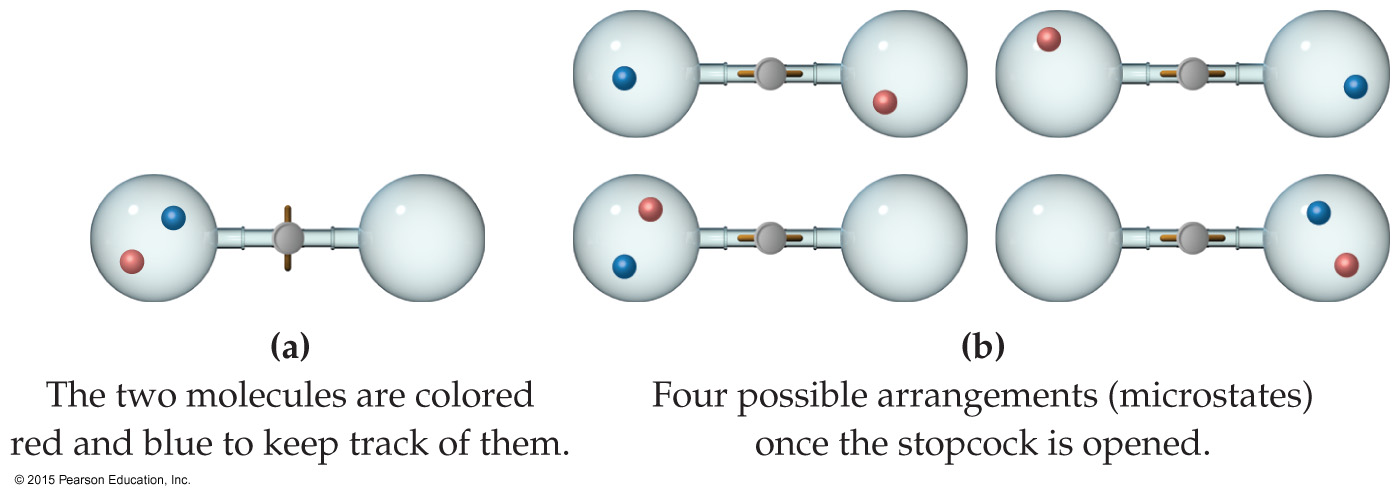 (a)
The two molecules are colored
red and blue to keep track of them.
(b)
Four possible arrangements (microstates)
once the stopcock is opened.
© 2015 Pearson Education, Inc.